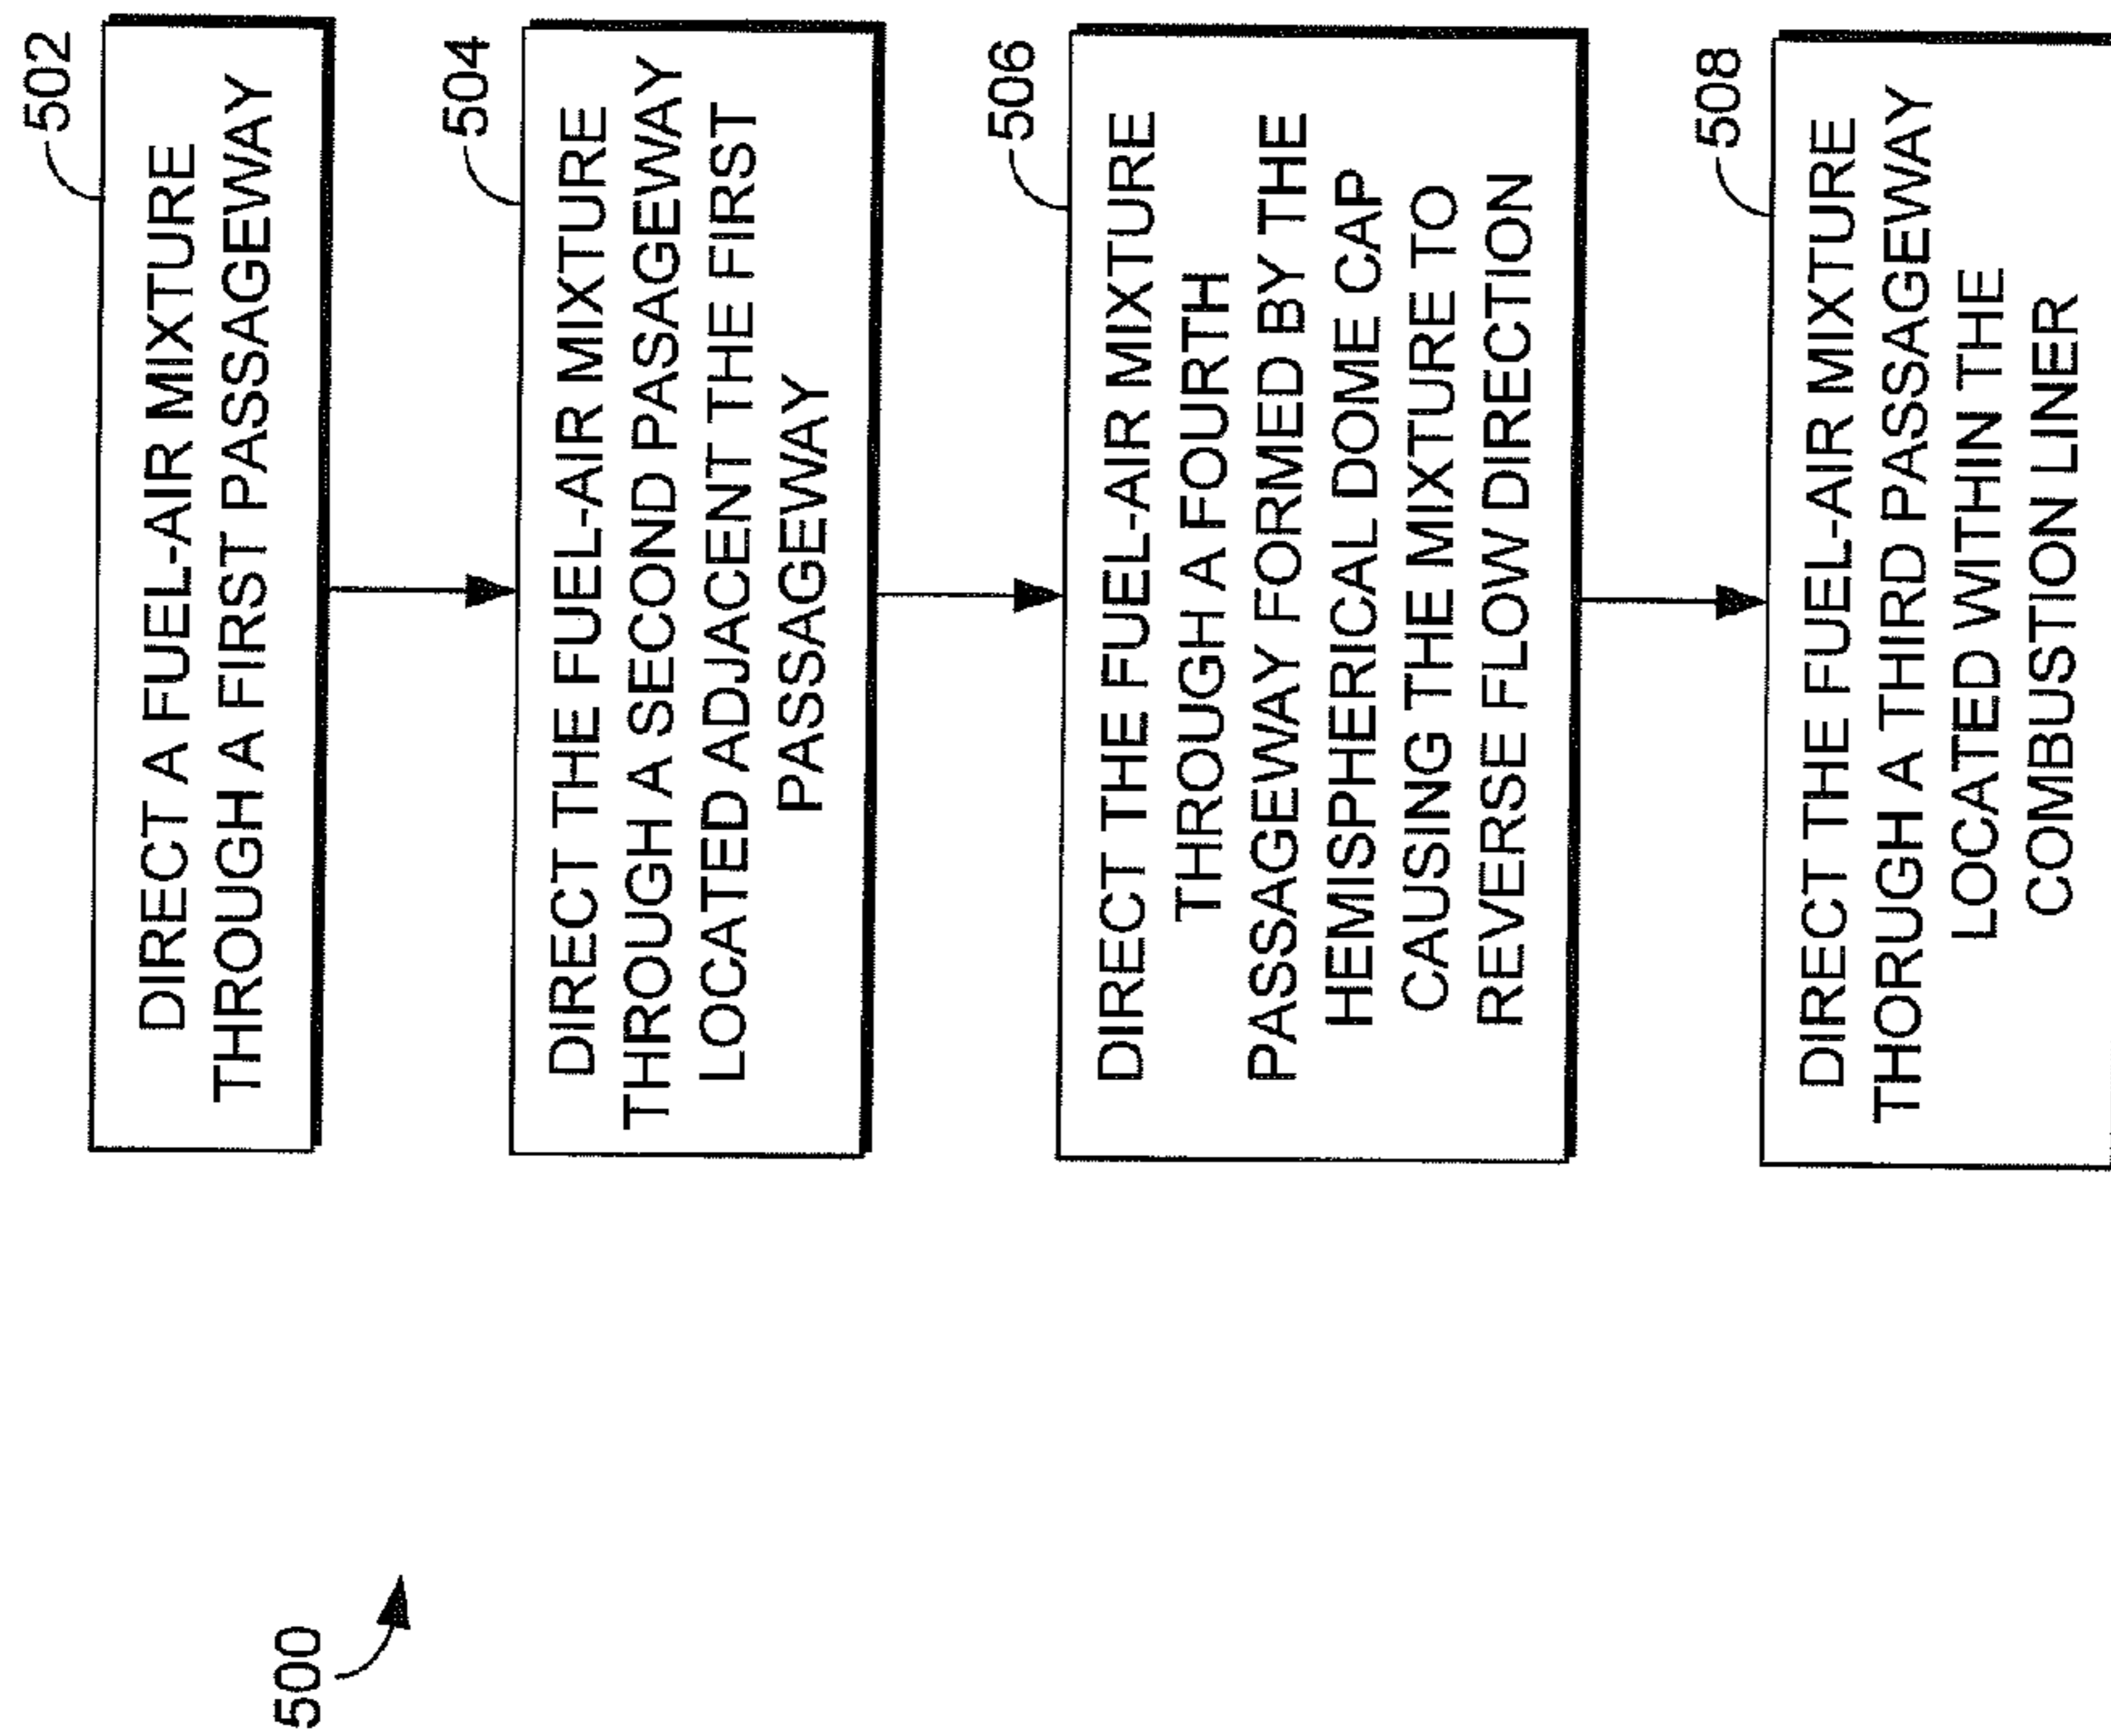 500
502
DIRECT A FUEL-AIR MIXTURE
THROUGH A FIRST PASSAGEWAY
504
DIRECT THE FUEL-AIR MIXTURE
THROUGH A SECOND PASAGEWAY
LOCATED ADJACENT THE FIRST
PASSAGEWAY
506
DIRECT THE FUEL-AIR MIXTURE
THROUGH A FOURTH
PASSAGEWAY FORMED BY THE
HEMISPHERICAL DOME CAP
CAUSING THE MIXTURE TO
REVERSE FLOW DIRECTION
508
DIRECT THE FUEL-AIR MIXTURE
THORUGH A THIRD PASSAGEWAY
LOCATED WITHIN THE
COMBUSTION LINER